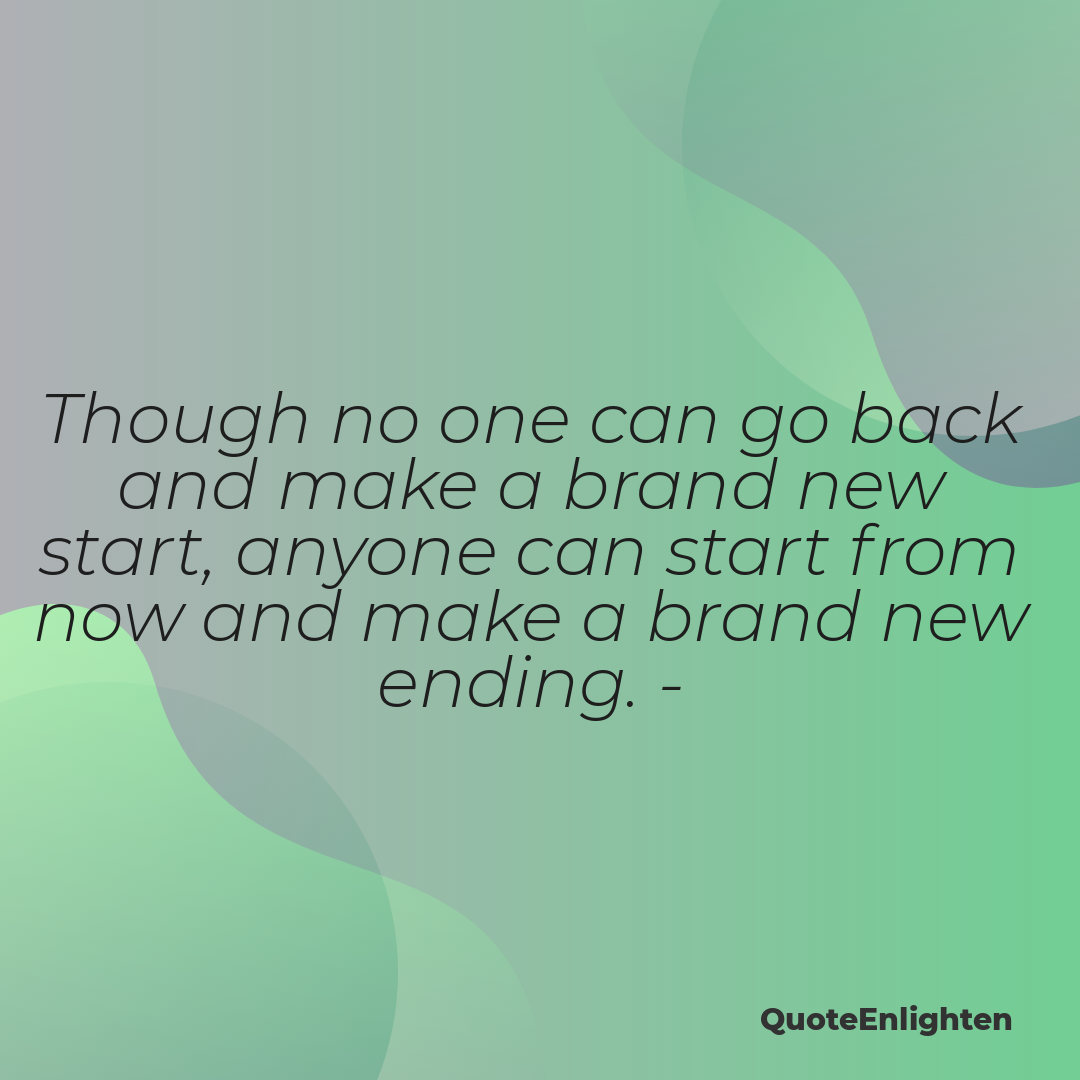 Though no one can go back
and make a brand new
start, anyone can start from
now and make a brand new
ending. -
QuoteEnlighten